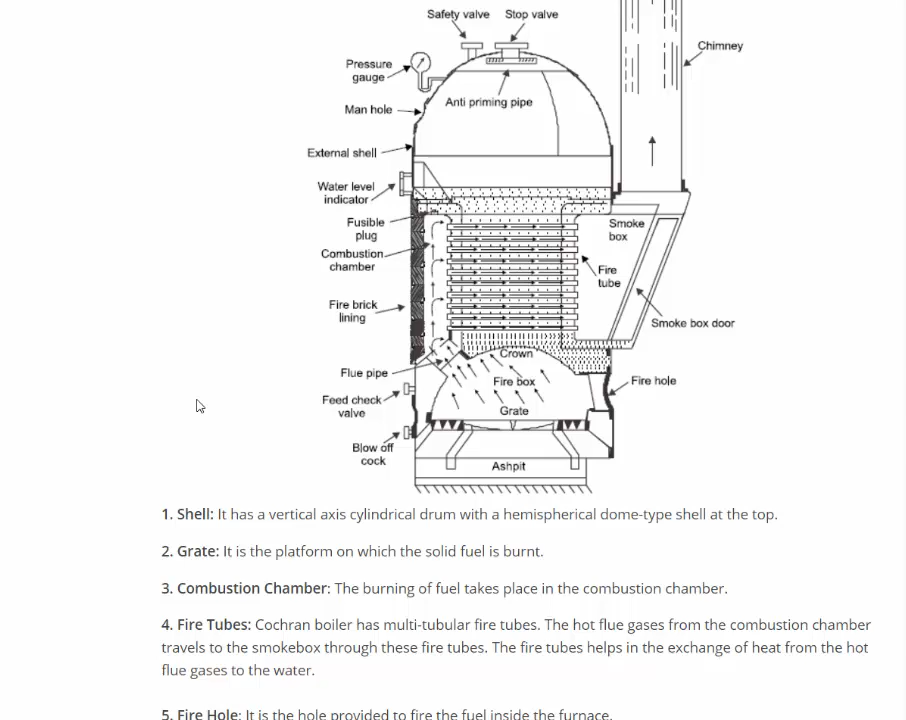 Safety valve
Stop valve
Chimney
Pressure
gauge
Anti priming pipe
Man hole
External shell
Water level
indicator
Fusible
plug
Smoke
box
Combustion
chamber
Fire
tube
Fire brick
lining
Smoke box door
Crown
Flue pipe
Fire box
Fire hole
Feed check
valve
Grate
Blow off
cock
Ashpit
1. Shell: It has a vertical axis cylindrical drum with a hemispherical dome-type shell at the top.
2. Grate: It is the platform on which the solid fuel is burnt.
3. Combustion Chamber: The burning of fuel takes place in the combustion chamber.
4. Fire Tubes: Cochran boiler has multi-tubular fire tubes. The hot flue gases from the combustion chamber
travels to the smokebox through these fire tubes. The fire tubes helps in the exchange of heat from the hot
flue gases to the water.
5. Fire Hole: It is the hole provided to fire the fuel inside the furnace.